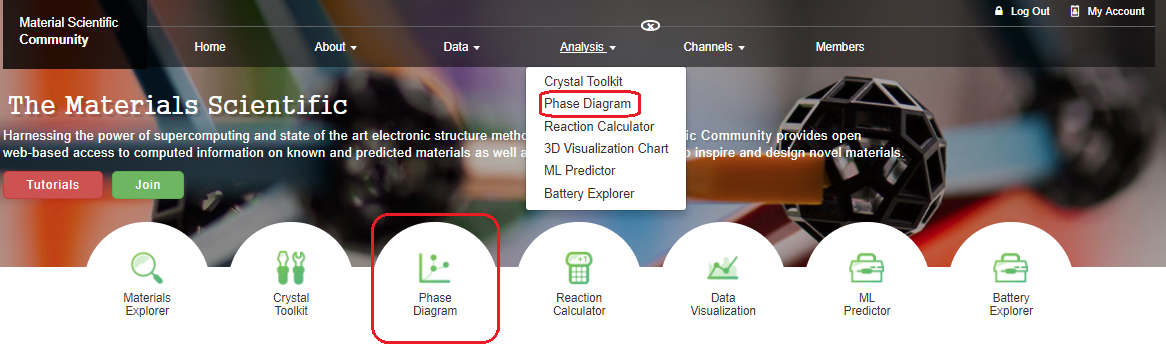 Material Scientific
Community
Log Out
My Account
Home
About
Data
Analysis
Channels
Members
Crystal Toolkit
Phase Diagram
Reaction Calculator
3D Visualization Chart
ML Predictor
Battery Explorer
The Materials Scientific
Harnessing the power of supercomputing and state of the art electronic structure metho ic Community provides open
web-based access to computed information on known and predicted materials as well a o inspire and design novel materials.
Tutorials
Join
Materials
Explorer
Crystal
Toolkit
Phase
Diagram
+1
Reaction
Calculator
Data
Visualization
ML
Predictor
Battery
Explorer